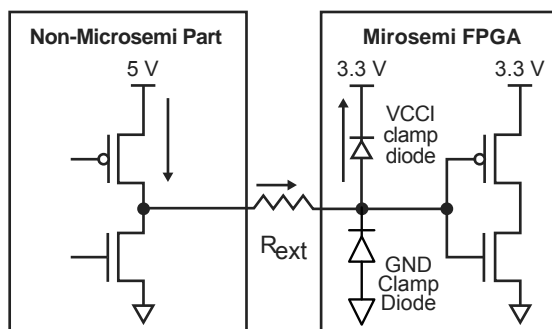 Non-Microsemi Part
Mirosemi FPGA
5 V
3.3 V
3.3 V
VCCI
clamp
diode
Rext
GND
Clamp
Diode